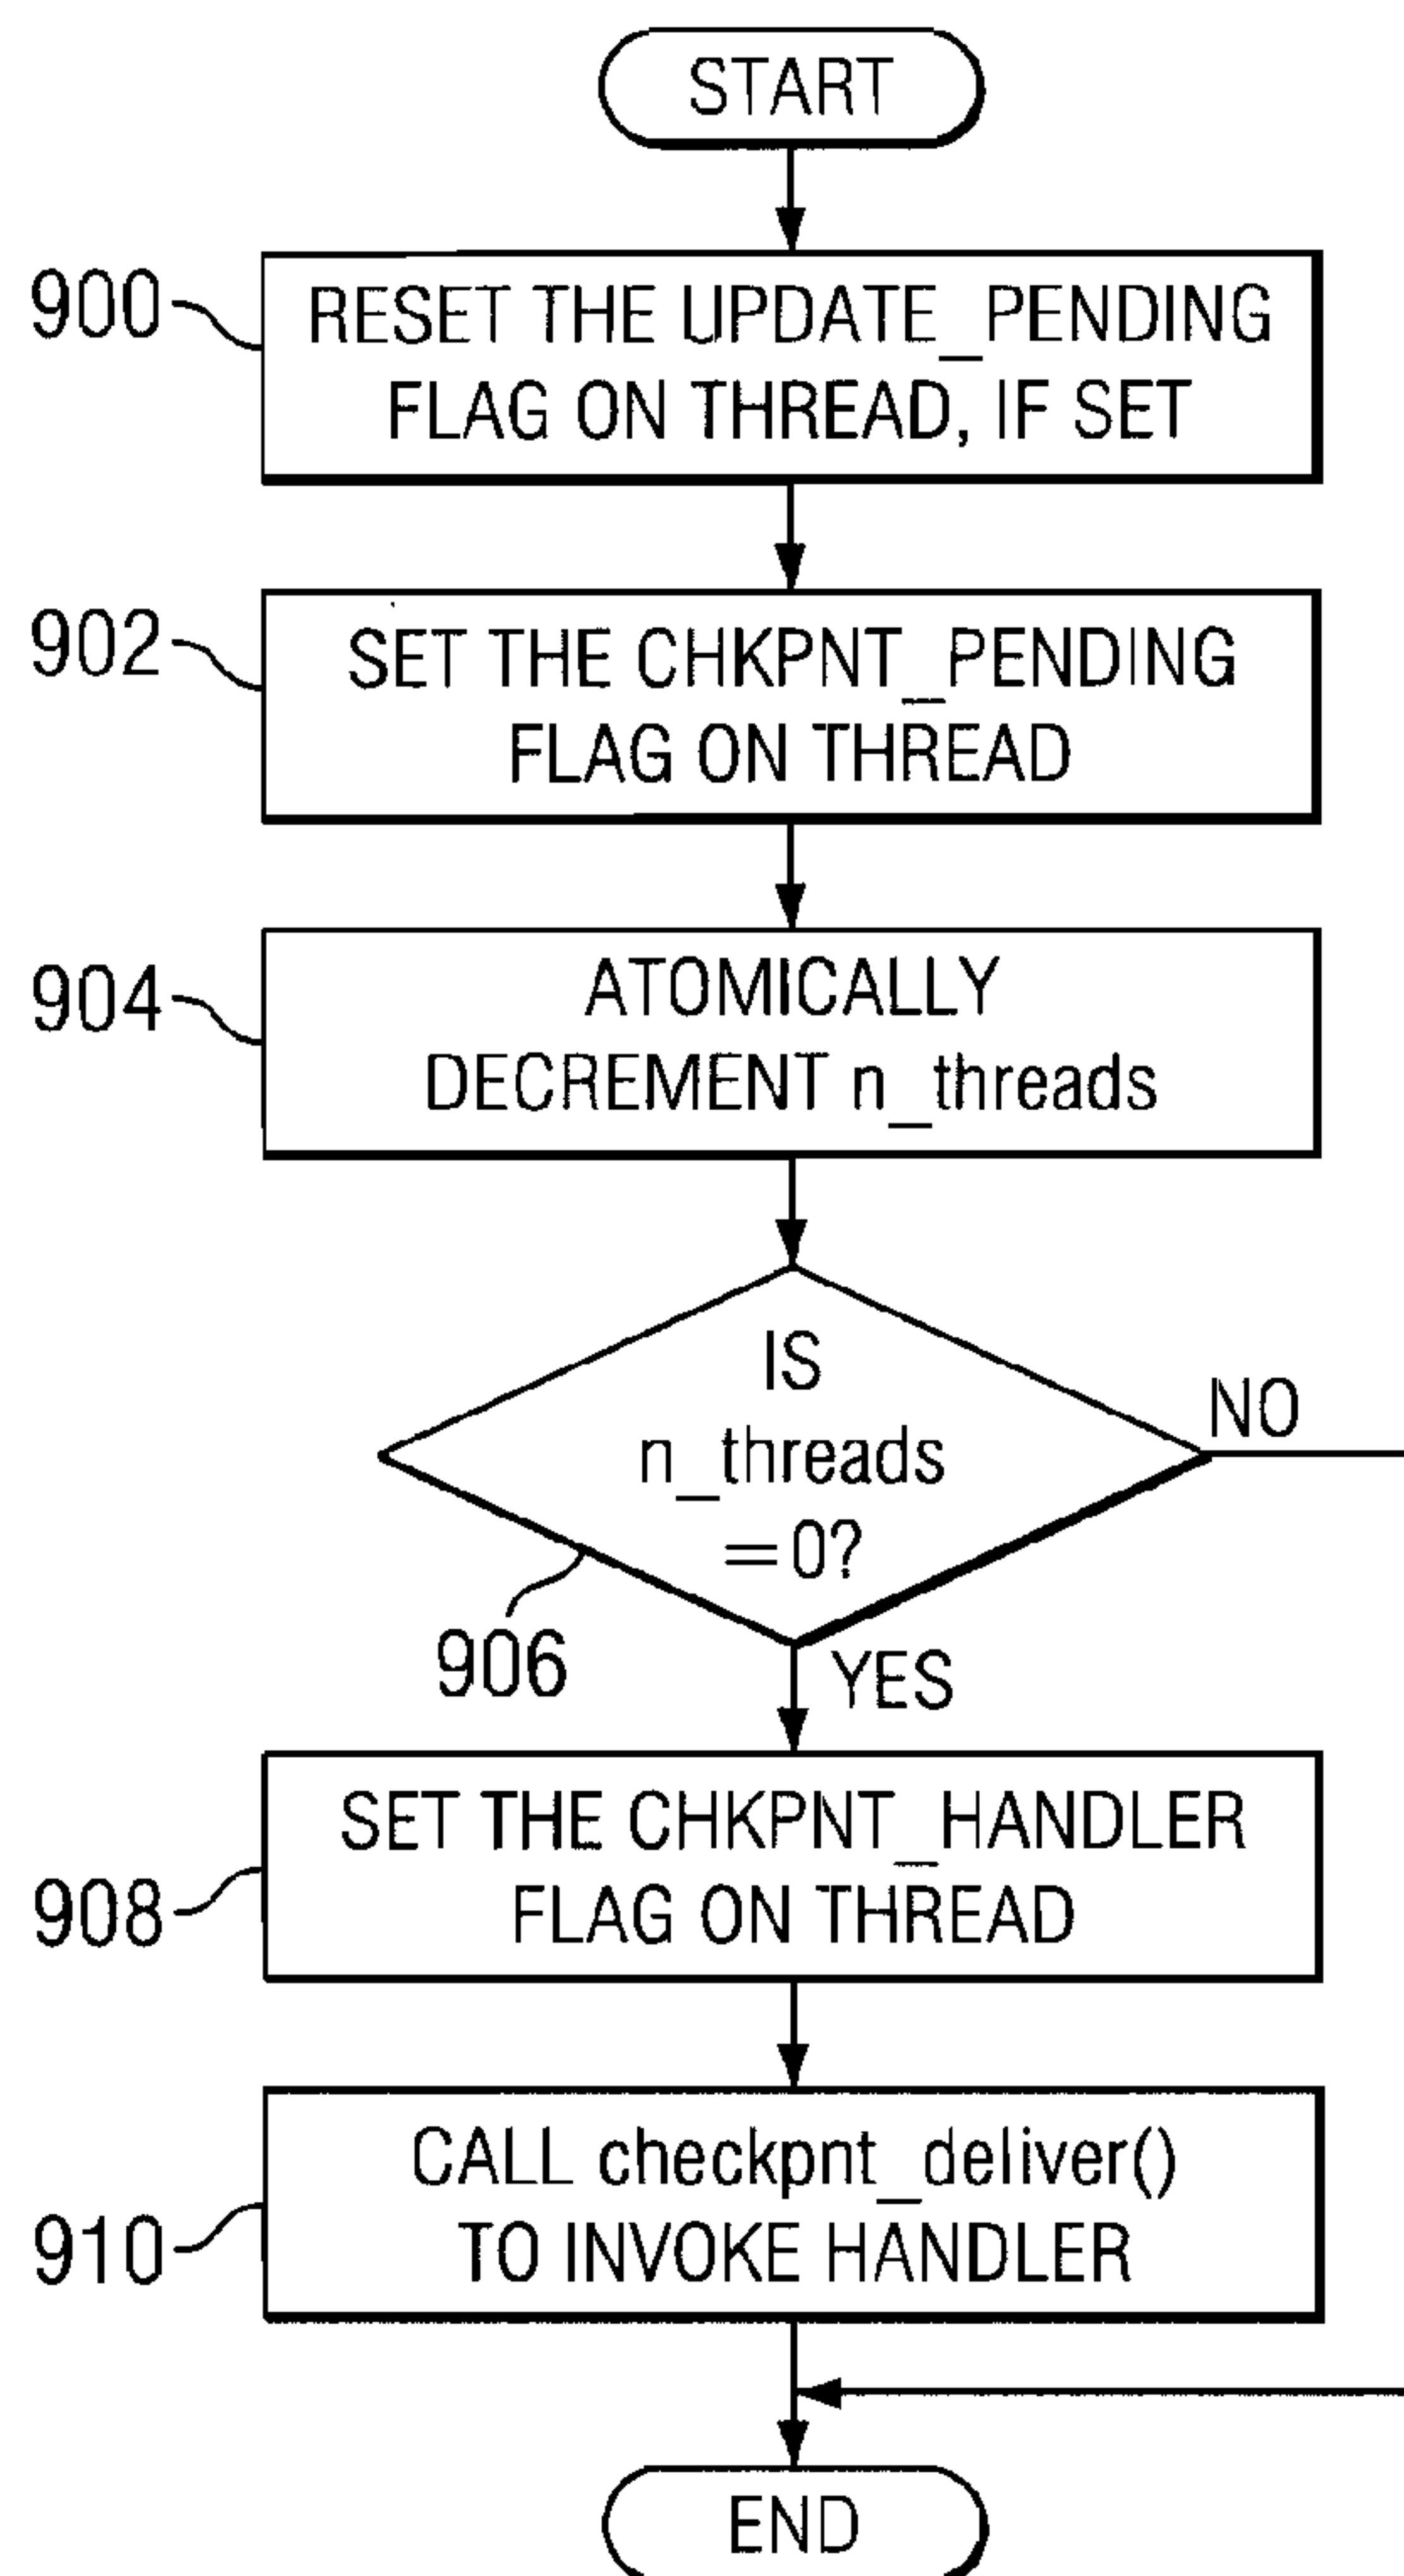 START
900
RESET THE UPDATE_PENDING
FLAG ON THREAD, IF SET
902
SET THE CHKPNT_PENDING
FLAG ON THREAD
904
ATOMICALLY
DECREMENT n_threads
IS
n_threads
=0?
NO
906
YES
SET THE CHKPNT_HANDLER
FLAG ON THREAD
908
CALL checkpnt_deliver()
TO INVOKE HANDLER
910
END